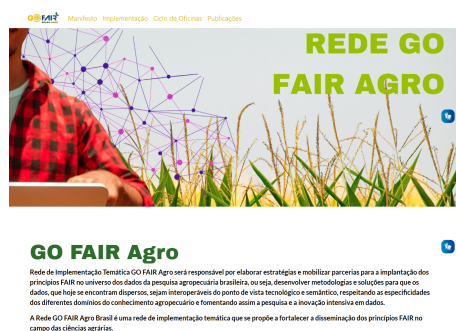 GO FAIR
Manifesto Implementação Ciclo de Oficinas Publicações
REDE GO
FAIR AGRO
GO FAIR Agro
Rede de Implementação Temática GO FAIR Agro será responsável por elaborar estratégias e mobilizar parcerias para a implantação dos
princípios FAIR no universo dos dados da pesquisa agropecuária brasileira, ou seja, desenvolver metodologias e soluções para que os
dados, que hoje se encontram dispersos, sejam interoperáveis do ponto de vista tecnológico e semântico, respeitando as especificidades
dos diferentes domínios do conhecimento agropecuário e fomentando assim a pesquisa e a inovação intensiva em dados.
A Rede GO FAIR Agro Brasil é uma rede de implementação temática que se propõe a fortalecer a disseminação dos princípios FAIR no
campo das ciências agrárias.